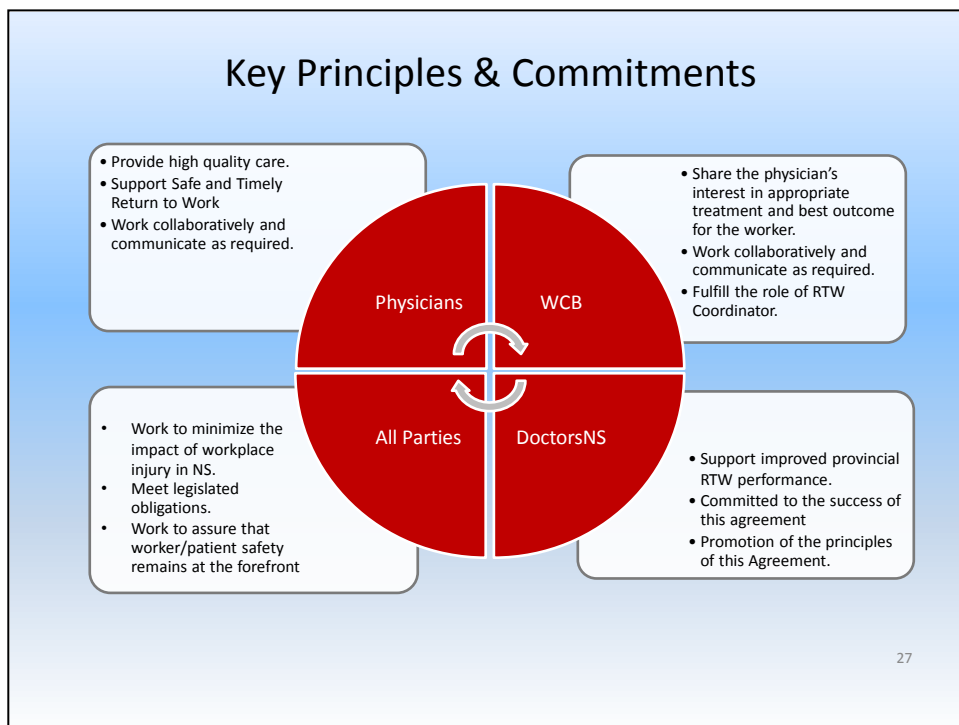 Key Principles & Commitments
• Provide high quality care.
• Support Safe and Timely
Return to Work
• Work collaboratively and
communicate as required.
• Share the physician's
interest in appropriate
treatment and best outcome
for the worker.
• Work collaboratively and
communicate as required.
• Fulfill the role of RTW
Coordinator.
Physicians
WCB
All Parties
DoctorsNS
• Work to minimize the
impact of workplace
injury in NS.
• Meet legislated
obligations.
• Work to assure that
worker/patient safety
remains at the forefront
• Support improved provincial
RTW performance.
• Committed to the success of
this agreement
• Promotion of the principles
of this Agreement.
27